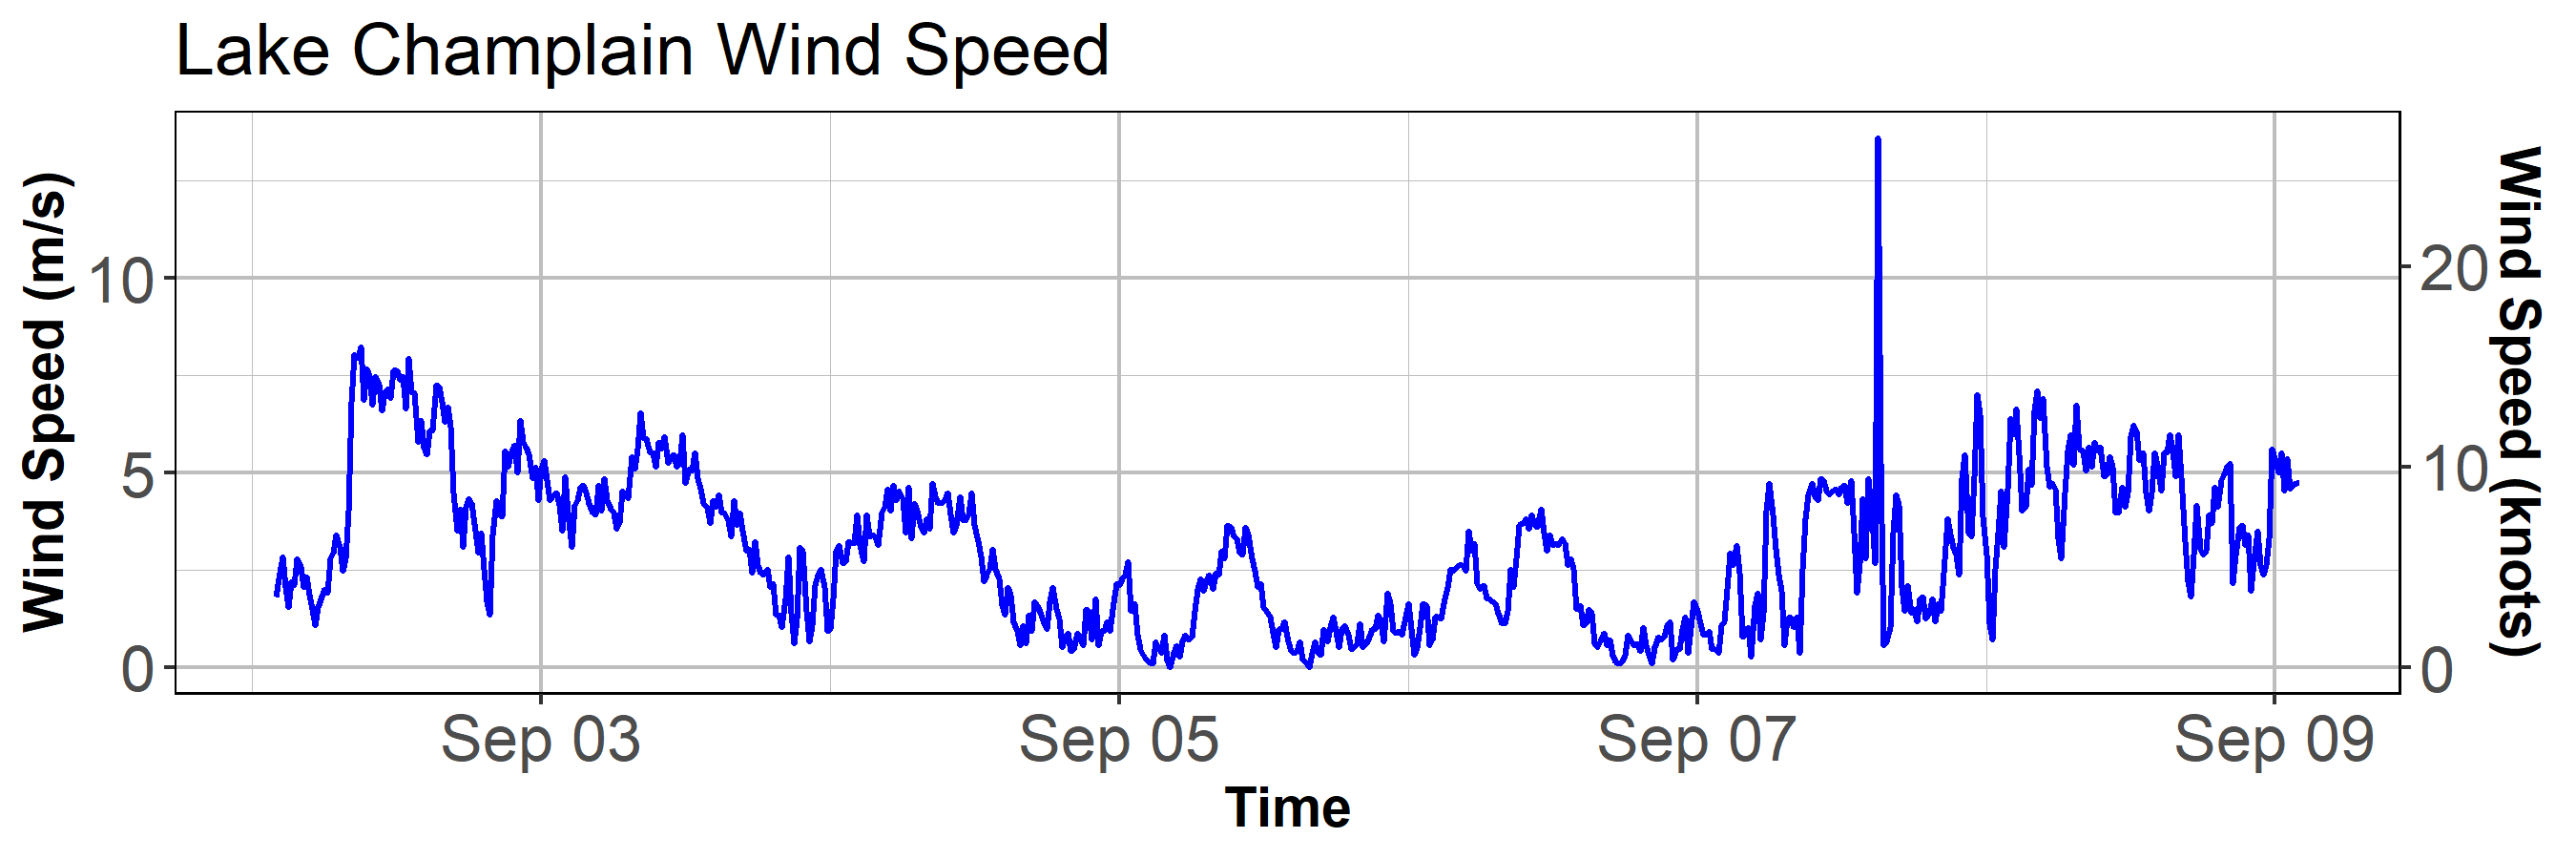 Lake Champlain Wind Speed
Wind Speed (m/s)
10
5
0
20
10
0
Wind Speed (knots)
Sep 03
Sep 05
Sep 07
Sep 09
Time